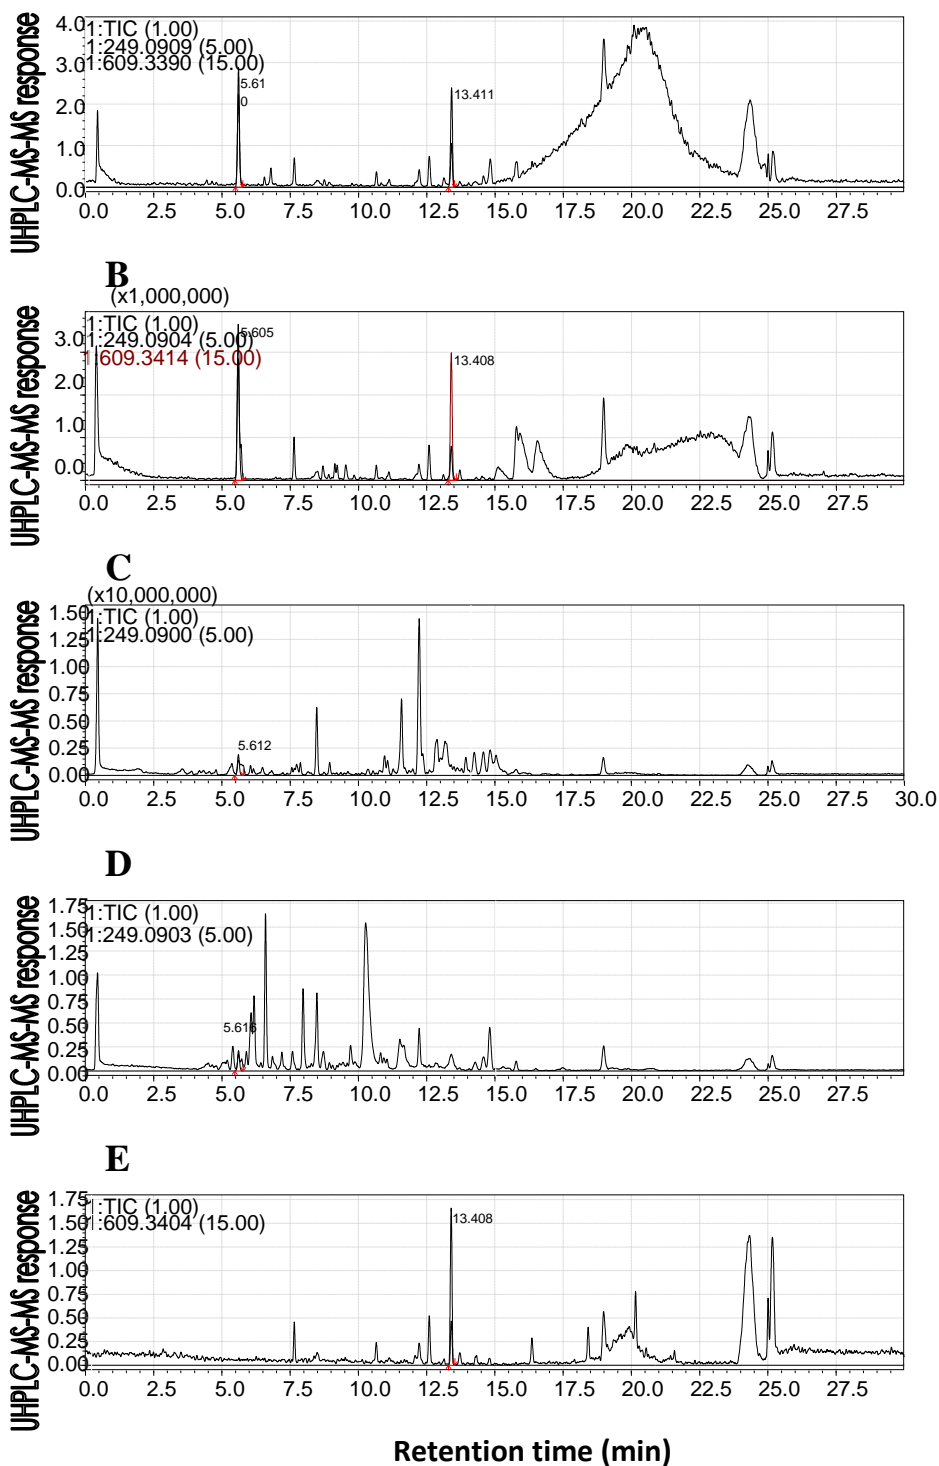 UHPLC-MS-MS response
1:TIC (1.00)
1:249.0909 (5.00)
1:609.3390 (15.00)
4.0
3.0
2.0
1.0
0.0
5.61
0
13.411
0.0 2.5 5.0 7.5 10.0 12.5 15.0 17.5 20.0 22.5 25.0 27.5
B
(x1,000,000)
UHPLC-MS-MS response
1:TIC (1.00)
1:249.0904 (5.00)
1:609.3414 (15.00)
3.0
2.0
1.0
0.0
5.605
13.408
0.0 2.5 5.0 7.5 10.0 12.5 15.0 17.5 20.0 22.5 25.0 27.5
C
(x10,000,000)
UHPLC-MS-MS response
1:TIC (1.00)
1:249.0900 (5.00)
1.50
1.25
1.00
0.75
0.50
0.25
0.00
5.612
0.0 2.5 5.0 7.5 10.0 12.5 15.0 17.5 20.0 22.5 25.0 27.5 30.0
D
UHPLC-MS-MS response
1:TIC (1.00)
1:249.0903 (5.00)
1.75
1.50
1.25
1.00
0.75
0.50
0.25
0.00
5.616
0.0 2.5 5.0 7.5 10.0 12.5 15.0 17.5 20.0 22.5 25.0 27.5
E
UHPLC-MS-MS response
1:TIC (1.00)
1:609.3404 (15.00)
1.75
1.50
1.25
1.00
0.75
0.50
0.25
0.00
13.408
0.0 2.5 5.0 7.5 10.0 12.5 15.0 17.5 20.0 22.5 25.0 27.5
Retention time (min)